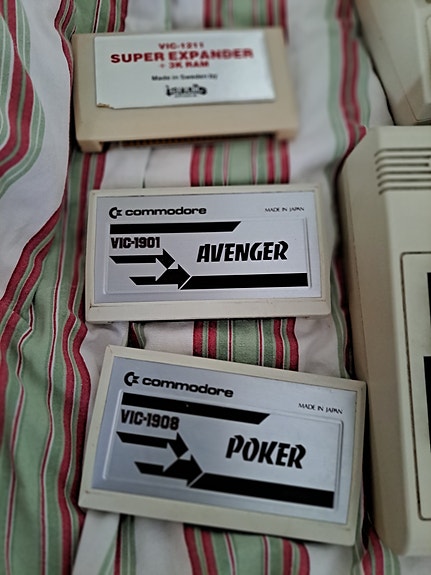 VIC-1211
SUPER EXPANDER
+ 3K RAM
Made in Sweden by
commodore
MADE IN JAPAN
VIC-1901
AVENGER
commodore
MADE IN JAPAN
VIC-1908
POKER